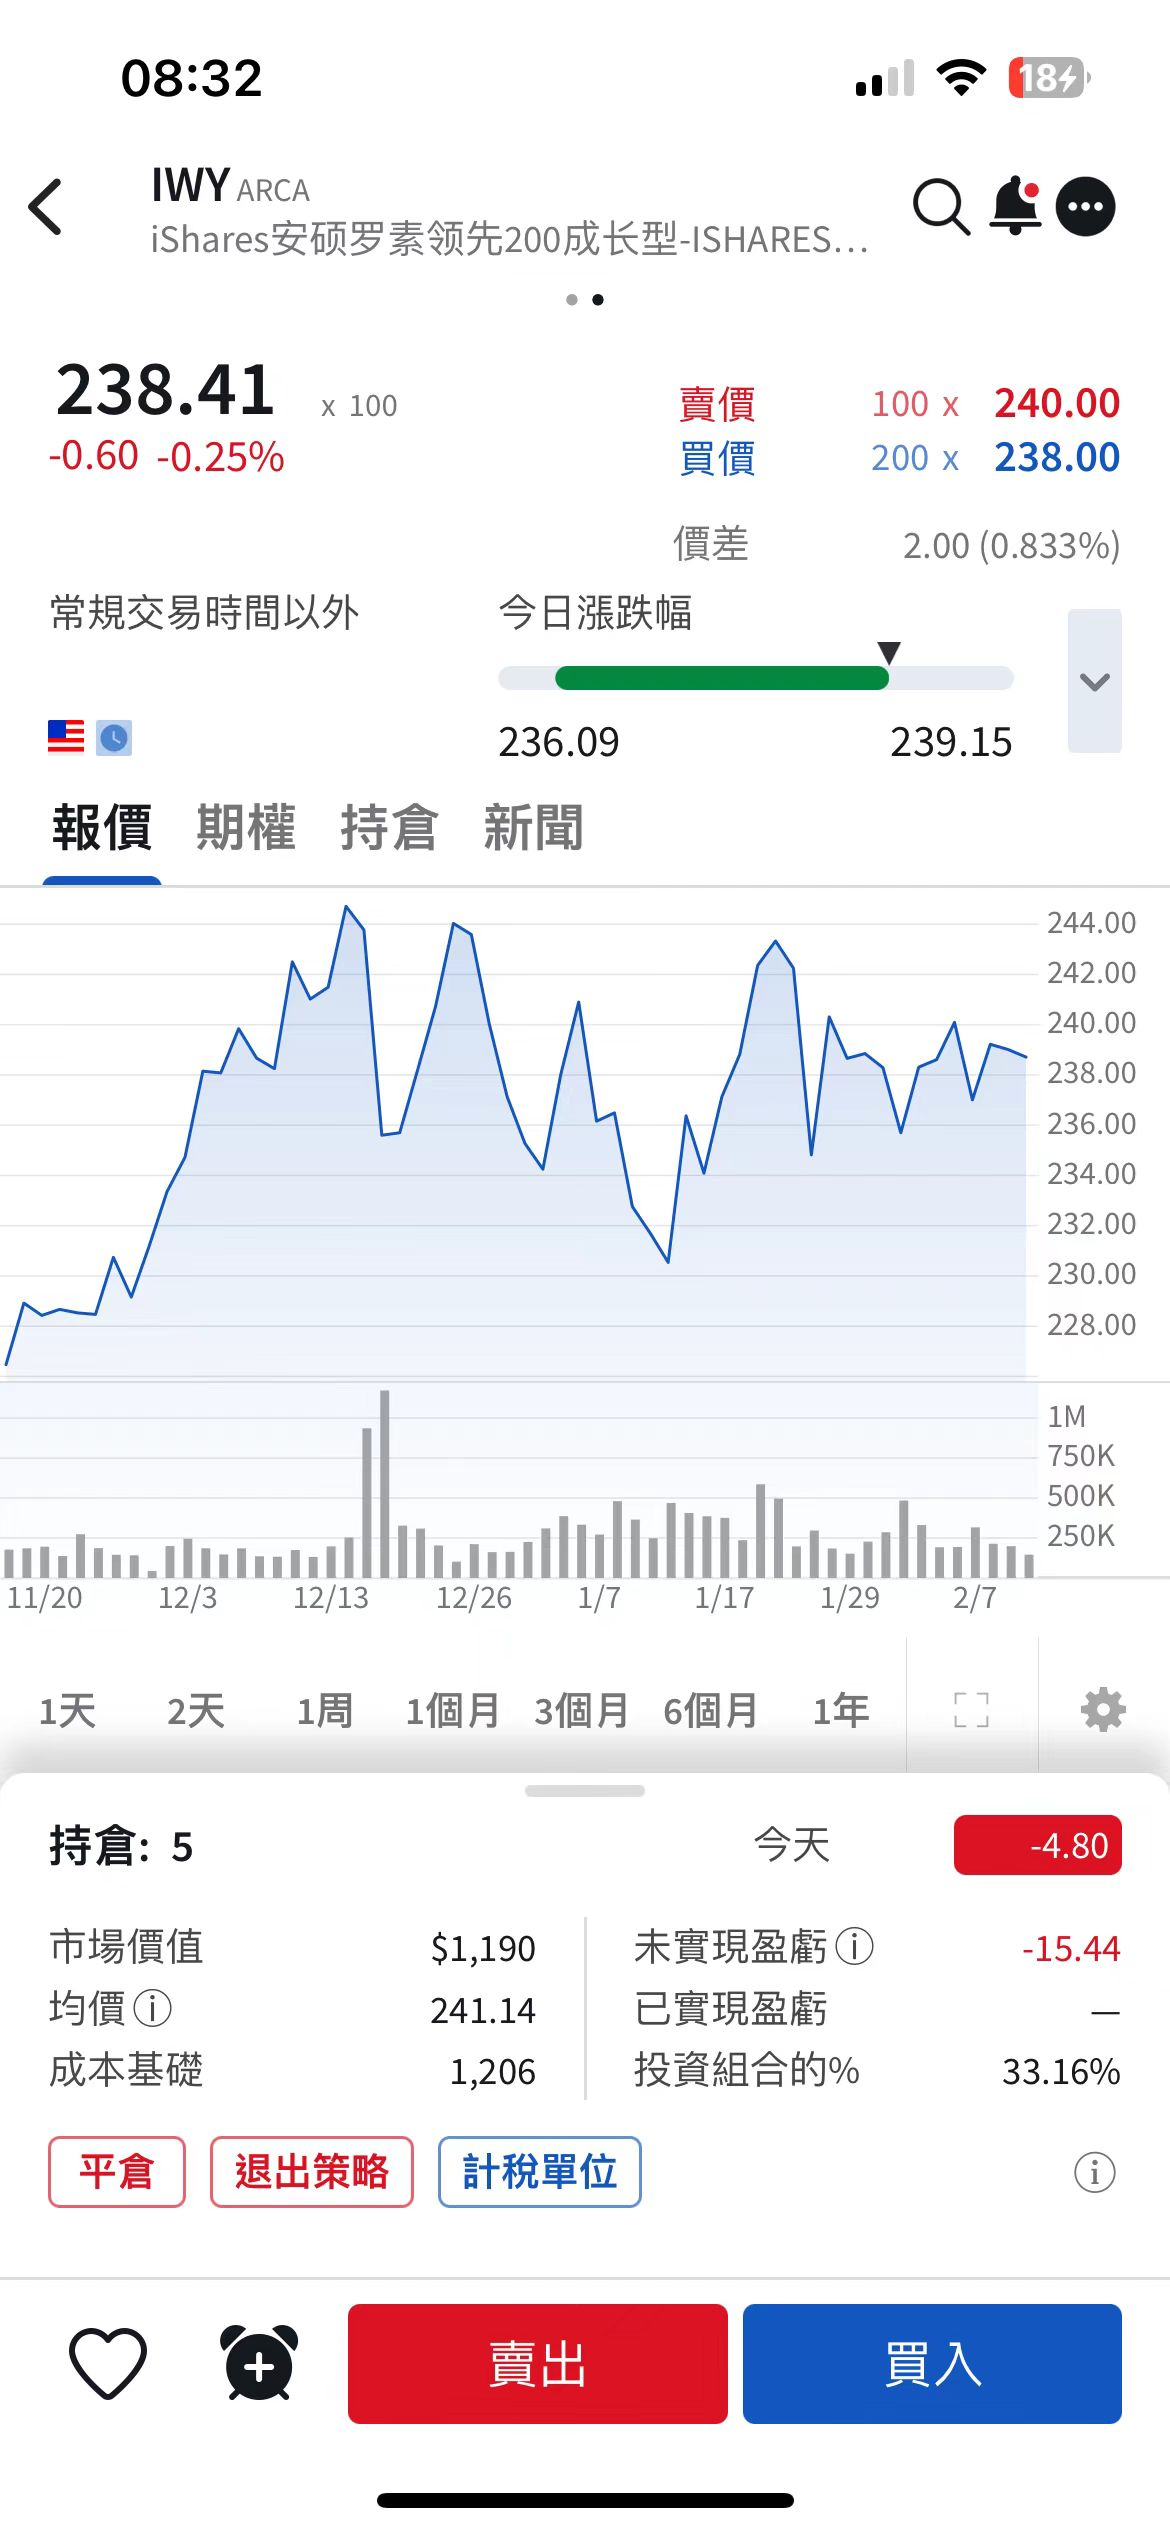 08:32
18
IWY ARCA
iShares安硕罗素领先200成长型-ISHARES...
238.41 x 100
-0.60 -0.25%
賣價 100 x 240.00
買價 200 x 238.00
價差 2.00 (0.833%)
常規交易時間以外
今日漲跌幅
236.09 239.15
報價 期權 持倉 新聞
244.00
242.00
240.00
238.00
236.00
234.00
232.00
230.00
228.00
1M
750K
500K
250K
11/20 12/3 12/13 12/26 1/7 1/17 1/29 2/7
1天 2天 1周 1個月 3個月 6個月 1年
持倉: 5 今天 -4.80
市場價值 $1,190 未實現盈虧 -15.44
均價 241.14 已實現盈虧 —
成本基礎 1,206 投資組合的% 33.16%
平倉 退出策略 計稅單位
賣出 買入